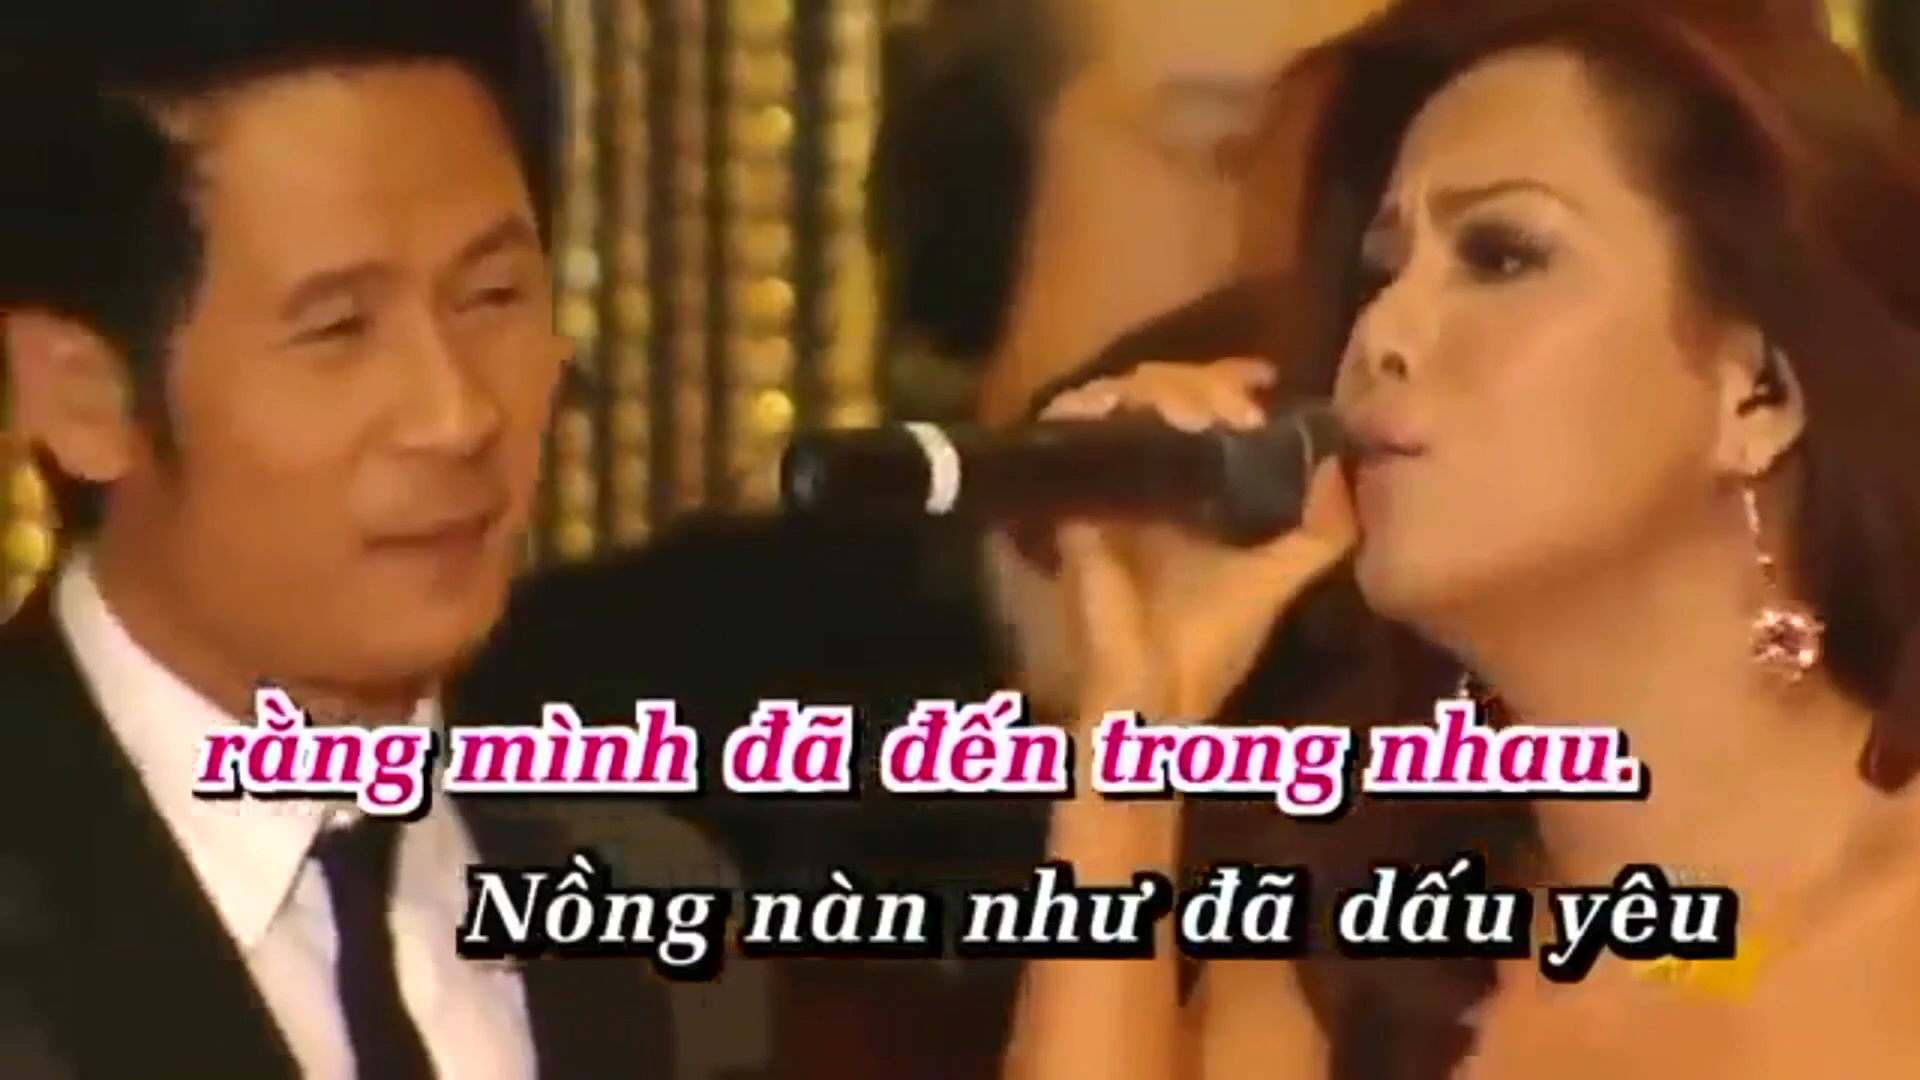 rằng mình đã đến trong nhau.
Nồng nàn như đã dấu yêu